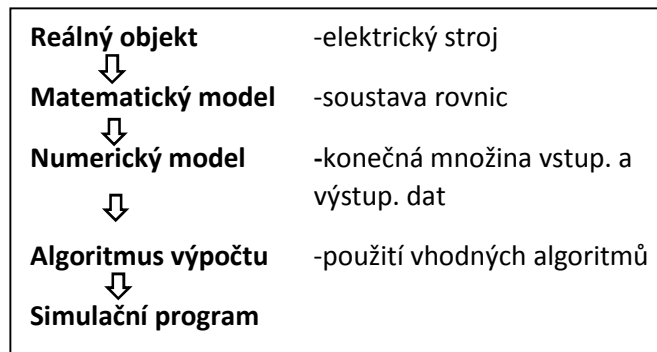 Reálný objekt -elektrický stroj
Matematický model -soustava rovnic
Numerický model -konečná množina vstup. a
výstup. dat
Algoritmus výpočtu -použití vhodných algoritmů
Simulační program